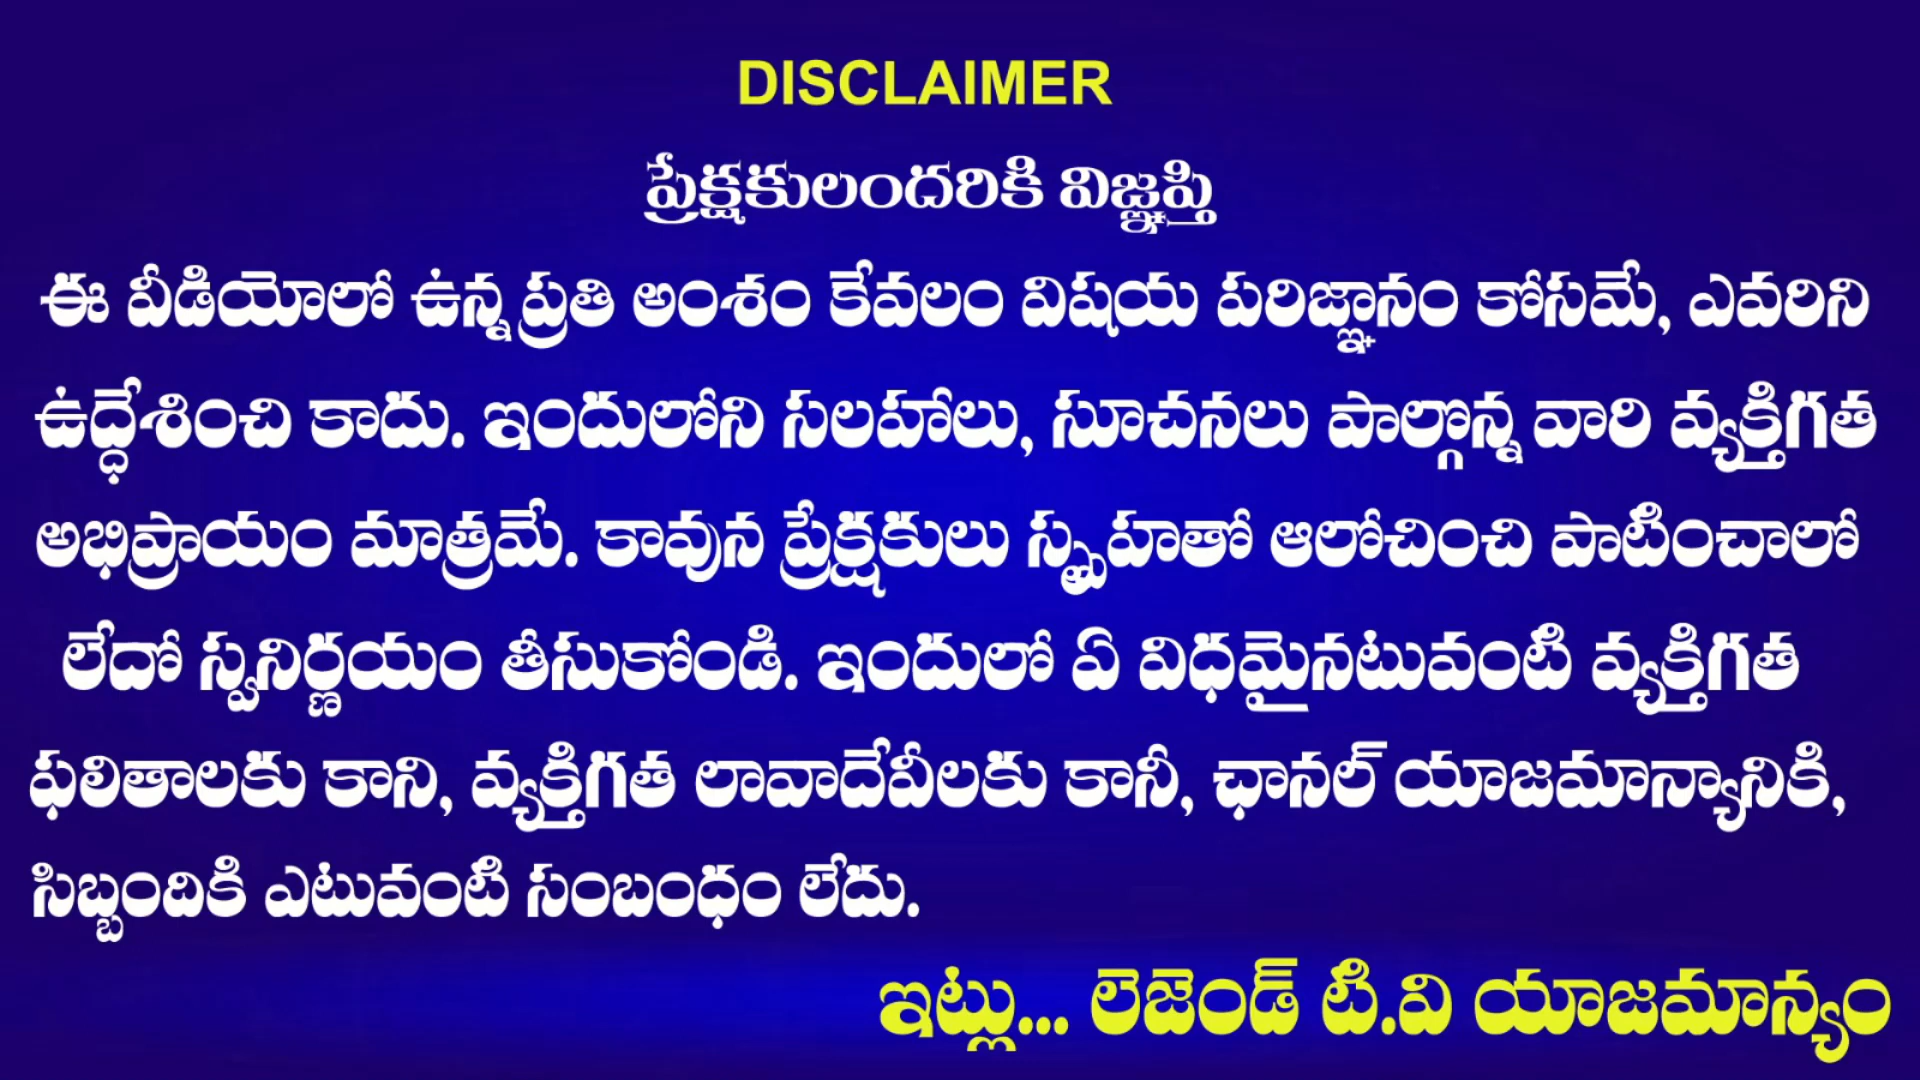 DISCLAIMER
ప్రేక్షకులందరికి విజ్ఞప్తి
ఈ వీడియోలో ఉన్న ప్రతి అంశం కేవలం విషయ పరిజ్ఞానం కోసమే, ఎవరిని
ఉద్ధేశించి కాదు. ఇందులోని సలహాలు, సూచనలు పాల్గొన్న వారి వ్యక్తిగత
అభిప్రాయం మాత్రమే. కావున ప్రేక్షకులు స్పృహతో ఆలోచించి పాటించాలో
లేదో స్వనిర్ణయం తీసుకోండి. ఇందులో ఏ విధమైనటువంటి వ్యక్తిగత
ఫలితాలకు కాని, వ్యక్తిగత లావాదేవీలకు కానీ, ఛానల్ యాజమాన్యానికి,
సిబ్బందికి ఎటువంటి సంబంధం లేదు.
ఇట్లు... లెజెండ్ టి.వి యాజమాన్యం